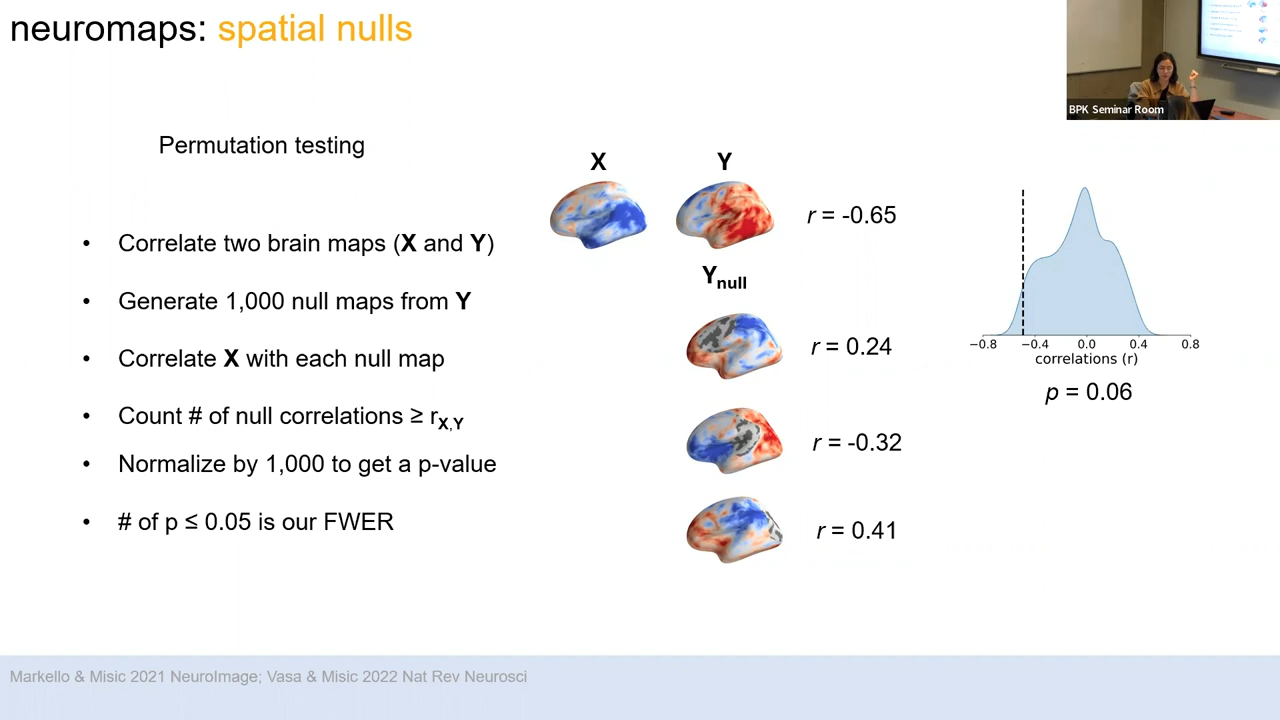 neuromaps: spatial nulls
BPK Seminar Room
Permutation testing
• Correlate two brain maps (X and Y)
• Generate 1,000 null maps from Y
• Correlate X with each null map
• Count # of null correlations ≥ rX,Y
• Normalize by 1,000 to get a p-value
• # of p ≤ 0.05 is our FWER
X Y
r = -0.65
Ynull
r = 0.24
r = -0.32
r = 0.41
−0.8 −0.4 0.0 0.4 0.8
correlations (r)
p = 0.06
Markello & Misic 2021 NeuroImage; Vasa & Misic 2022 Nat Rev Neurosci